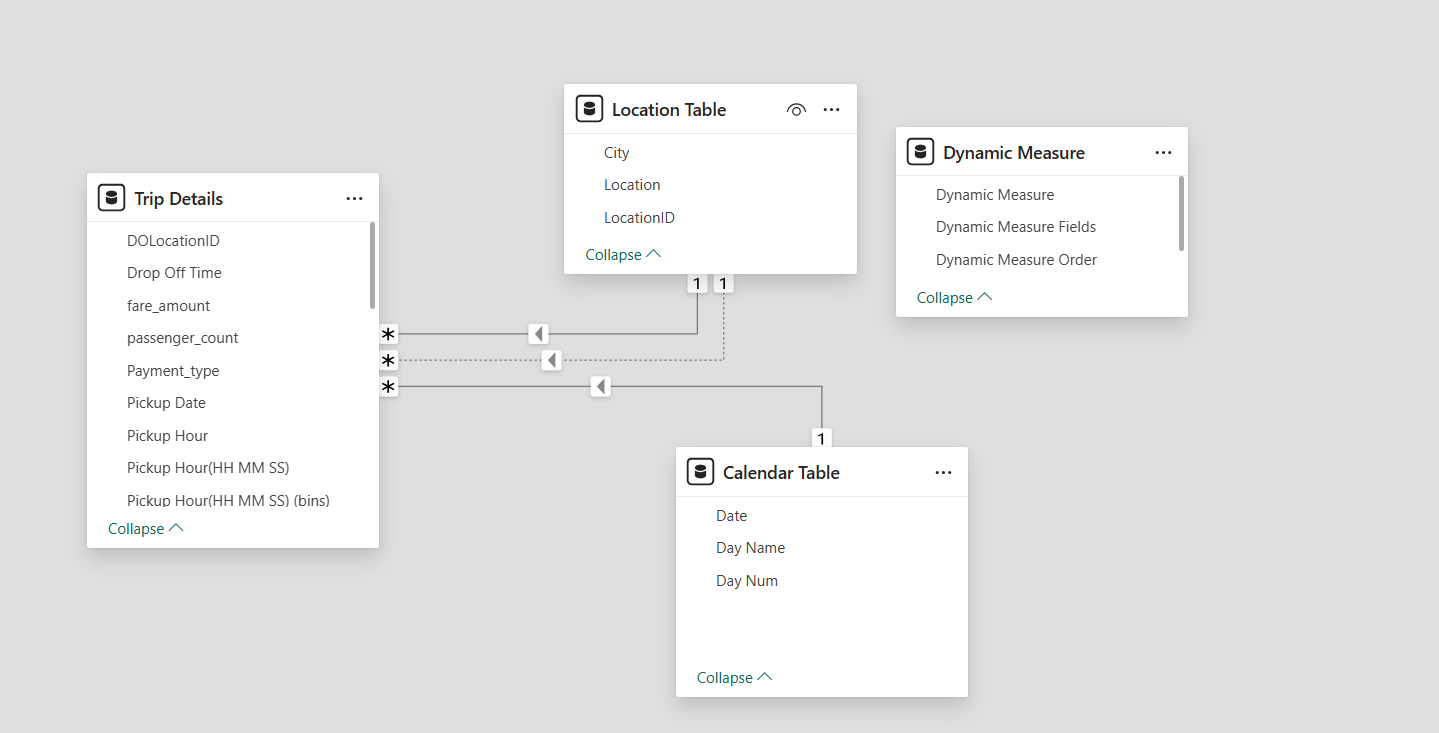 Location Table
City
Location
LocationID
Collapse
Dynamic Measure
Dynamic Measure
Dynamic Measure Fields
Dynamic Measure Order
Collapse
Trip Details
DOLocationID
Drop Off Time
fare_amount
passenger_count
Payment_type
Pickup Date
Pickup Hour
Pickup Hour(HH MM SS)
Pickup Hour(HH MM SS) (bins)
Collapse
1 1
*
*
*
1
Calendar Table
Date
Day Name
Day Num
Collapse